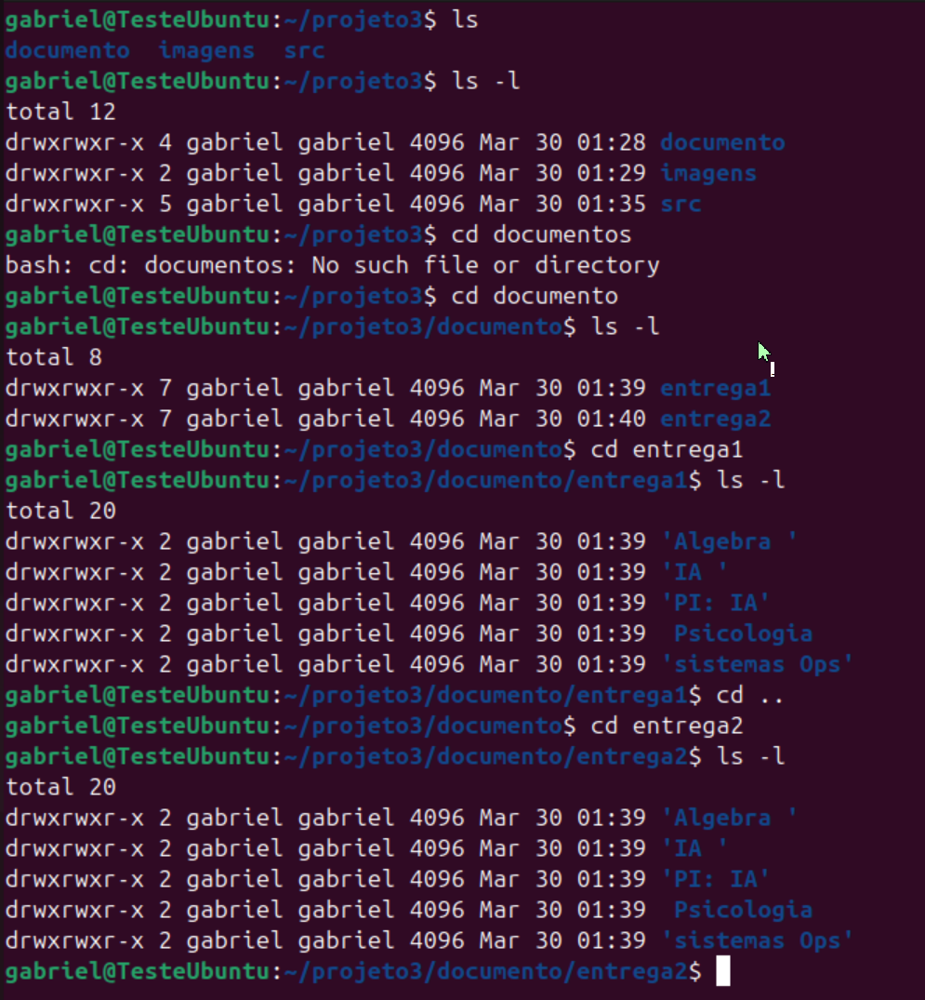 gabriel@TesteUbuntu:~/projeto3$ ls
documento  imagens  src
gabriel@TesteUbuntu:~/projeto3$ ls -l
total 12
drwxrwxr-x 4 gabriel gabriel 4096 Mar 30 01:28 documento
drwxrwxr-x 2 gabriel gabriel 4096 Mar 30 01:29 imagens
drwxrwxr-x 5 gabriel gabriel 4096 Mar 30 01:35 src
gabriel@TesteUbuntu:~/projeto3$ cd documentos
bash: cd: documentos: No such file or directory
gabriel@TesteUbuntu:~/projeto3$ cd documento
gabriel@TesteUbuntu:~/projeto3/documento$ ls -l
total 8
drwxrwxr-x 7 gabriel gabriel 4096 Mar 30 01:39 entrega1
drwxrwxr-x 7 gabriel gabriel 4096 Mar 30 01:40 entrega2
gabriel@TesteUbuntu:~/projeto3/documento$ cd entrega1
gabriel@TesteUbuntu:~/projeto3/documento/entrega1$ ls -l
total 20
drwxrwxr-x 2 gabriel gabriel 4096 Mar 30 01:39 'Algebra '
drwxrwxr-x 2 gabriel gabriel 4096 Mar 30 01:39 'IA '
drwxrwxr-x 2 gabriel gabriel 4096 Mar 30 01:39 'PI: IA'
drwxrwxr-x 2 gabriel gabriel 4096 Mar 30 01:39  Psicologia
drwxrwxr-x 2 gabriel gabriel 4096 Mar 30 01:39 'sistemas Ops'
gabriel@TesteUbuntu:~/projeto3/documento/entrega1$ cd ..
gabriel@TesteUbuntu:~/projeto3/documento$ cd entrega2
gabriel@TesteUbuntu:~/projeto3/documento/entrega2$ ls -l
total 20
drwxrwxr-x 2 gabriel gabriel 4096 Mar 30 01:39 'Algebra '
drwxrwxr-x 2 gabriel gabriel 4096 Mar 30 01:39 'IA '
drwxrwxr-x 2 gabriel gabriel 4096 Mar 30 01:39 'PI: IA'
drwxrwxr-x 2 gabriel gabriel 4096 Mar 30 01:39  Psicologia
drwxrwxr-x 2 gabriel gabriel 4096 Mar 30 01:39 'sistemas Ops'
gabriel@TesteUbuntu:~/projeto3/documento/entrega2$